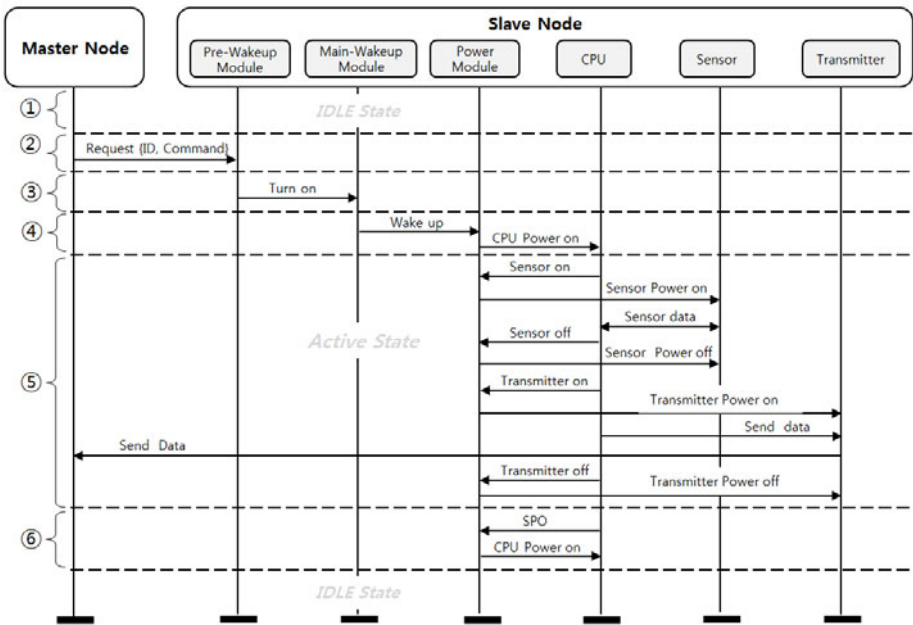 Slave Node
Master Node
Pre-Wakeup
Module
Main-Wakeup
Module
Power
Module
CPU
Sensor
Transmitter
①
IDLE State
②
Request {ID, Command}
③
Turn on
④
Wake up
CPU Power on
⑤
Sensor on
Sensor Power on
Sensor data
Sensor off
Active State
Sensor Power off
Transmitter on
Transmitter Power on
Send data
Send Data
Transmitter off
Transmitter Power off
⑥
SPO
CPU Power on
IDLE State